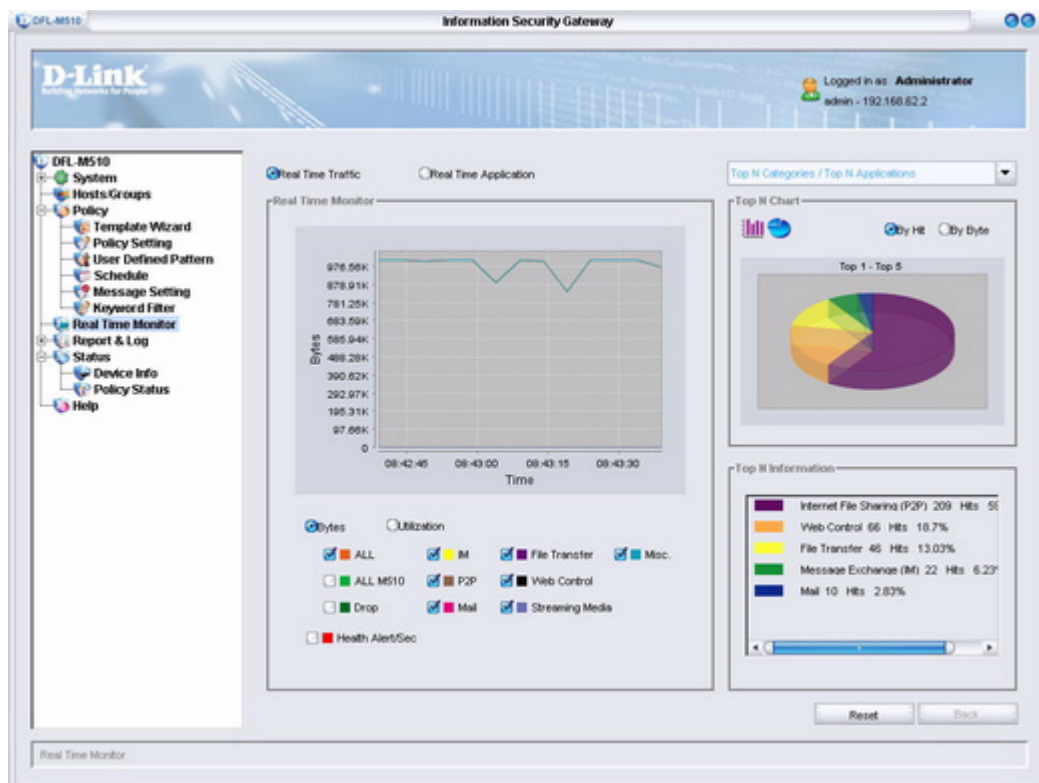 DFL-M510
Information Security Gateway
D-Link
Building Networks for People
Logged in as Administrator
admin - 192.168.62.2
DFL-M510
System
Hosts/Groups
Policy
Template Wizard
Policy Setting
User Defined Pattern
Schedule
Message Setting
Keyword Filter
Real Time Monitor
Report & Log
Status
Device Info
Policy Status
Help
Real Time Traffic
Real Time Application
Real Time Monitor
976.56K
878.91K
781.25K
683.59K
585.94K
488.28K
390.62K
292.97K
195.31K
97.66K
0
Bytes
08:42:45
08:43:00
08:43:15
08:43:30
Time
Bytes
Utilization
ALL
IM
File Transfer
Misc.
ALL M510
P2P
Web Control
Drop
Mail
Streaming Media
Health Alert/Sec
Top N Categories / Top N Applications
Top N Chart
By Hit
By Byte
Top 1 - Top 5
Top N Information
Internet File Sharing (P2P) 209 Hits 59
Web Control 66 Hits 18.7%
File Transfer 46 Hits 13.03%
Message Exchange (IM) 22 Hits 6.23%
Mail 10 Hits 2.83%
Reset
Back
Real Time Monitor